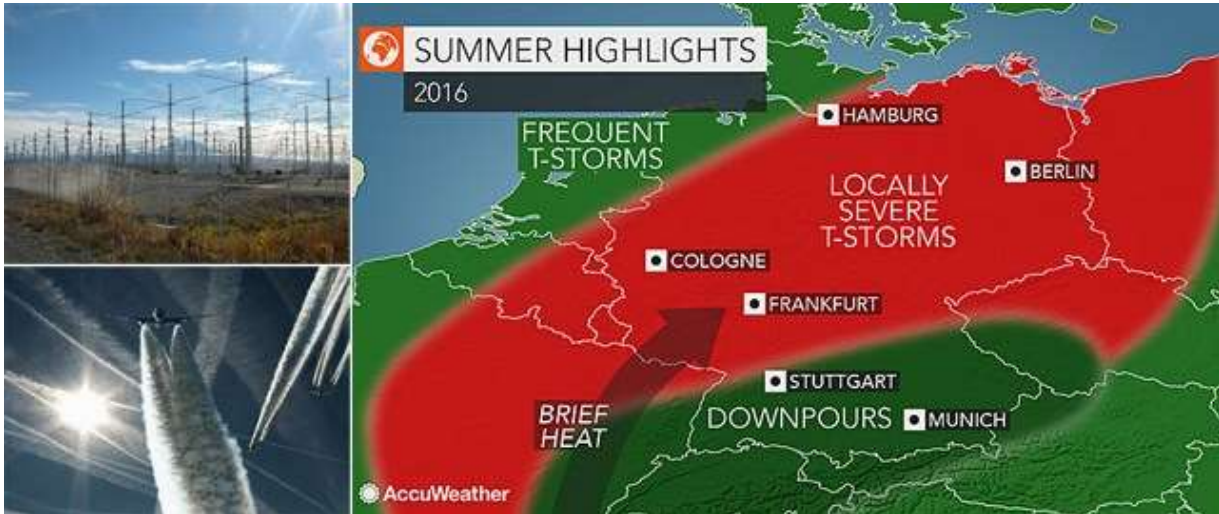 SUMMER HIGHLIGHTS
2016
FREQUENT
T-STORMS
HAMBURG
BERLIN
LOCALLY
SEVERE
T-STORMS
COLOGNE
FRANKFURT
STUTTGART
BRIEF
HEAT
DOWNPOURS
MUNICH
AccuWeather